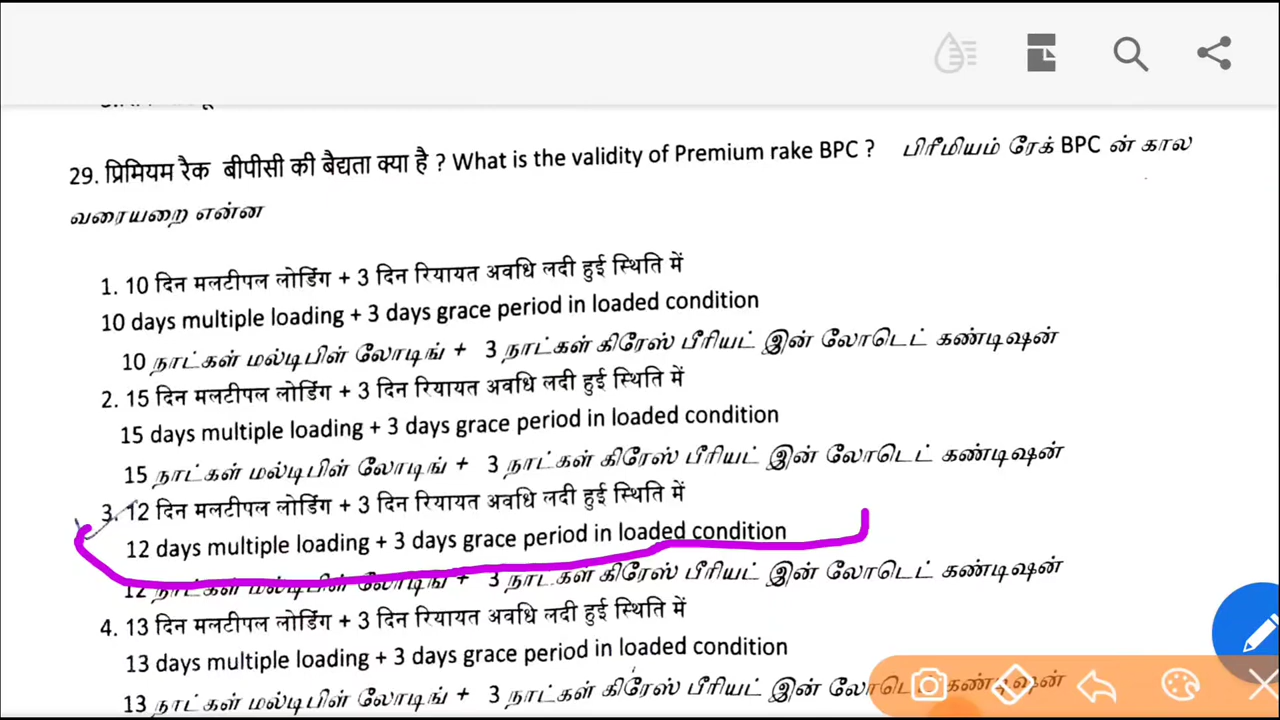 29. प्रिमियम रैक बीपीसी की बैद्यता क्या है ? What is the validity of Premium rake BPC ? பிரீமியம் ரேக் BPC ன் கால
வரையறை என்ன
1. 10 दिन मलटीपल लोडिंग + 3 दिन रियायत अवधि लदी हुई स्थिति में
10 days multiple loading + 3 days grace period in loaded condition
10 நாட்கள் மல்டிபிள் லோடிங் + 3 நாட்கள் கிரேஸ் பீரியட் இன் லோடெட் கண்டிஷன்
2. 15 दिन मलटीपल लोडिंग + 3 दिन रियायत अवधि लदी हुई स्थिति में
15 days multiple loading + 3 days grace period in loaded condition
15 நாட்கள் மல்டிபிள் லோடிங் + 3 நாட்கள் கிரேஸ் பீரியட் இன் லோடெட் கண்டிஷன்
3. 12 दिन मलटीपल लोडिंग + 3 दिन रियायत अवधि लदी हुई स्थिति में
12 days multiple loading + 3 days grace period in loaded condition
12 நாட்கள் மல்டிபிள் லோடிங் + 3 நாட்கள் கிரேஸ் பீரியட் இன் லோடெட் கண்டிஷன்
4. 13 दिन मलटीपल लोडिंग + 3 दिन रियायत अवधि लदी हुई स्थिति में
13 days multiple loading + 3 days grace period in loaded condition
13 நாட்கள் மல்டிபிள் லோடிங் + 3 நாட்கள் கிரேஸ் பீரியட் இன் லோடெட் கண்டிஷன்